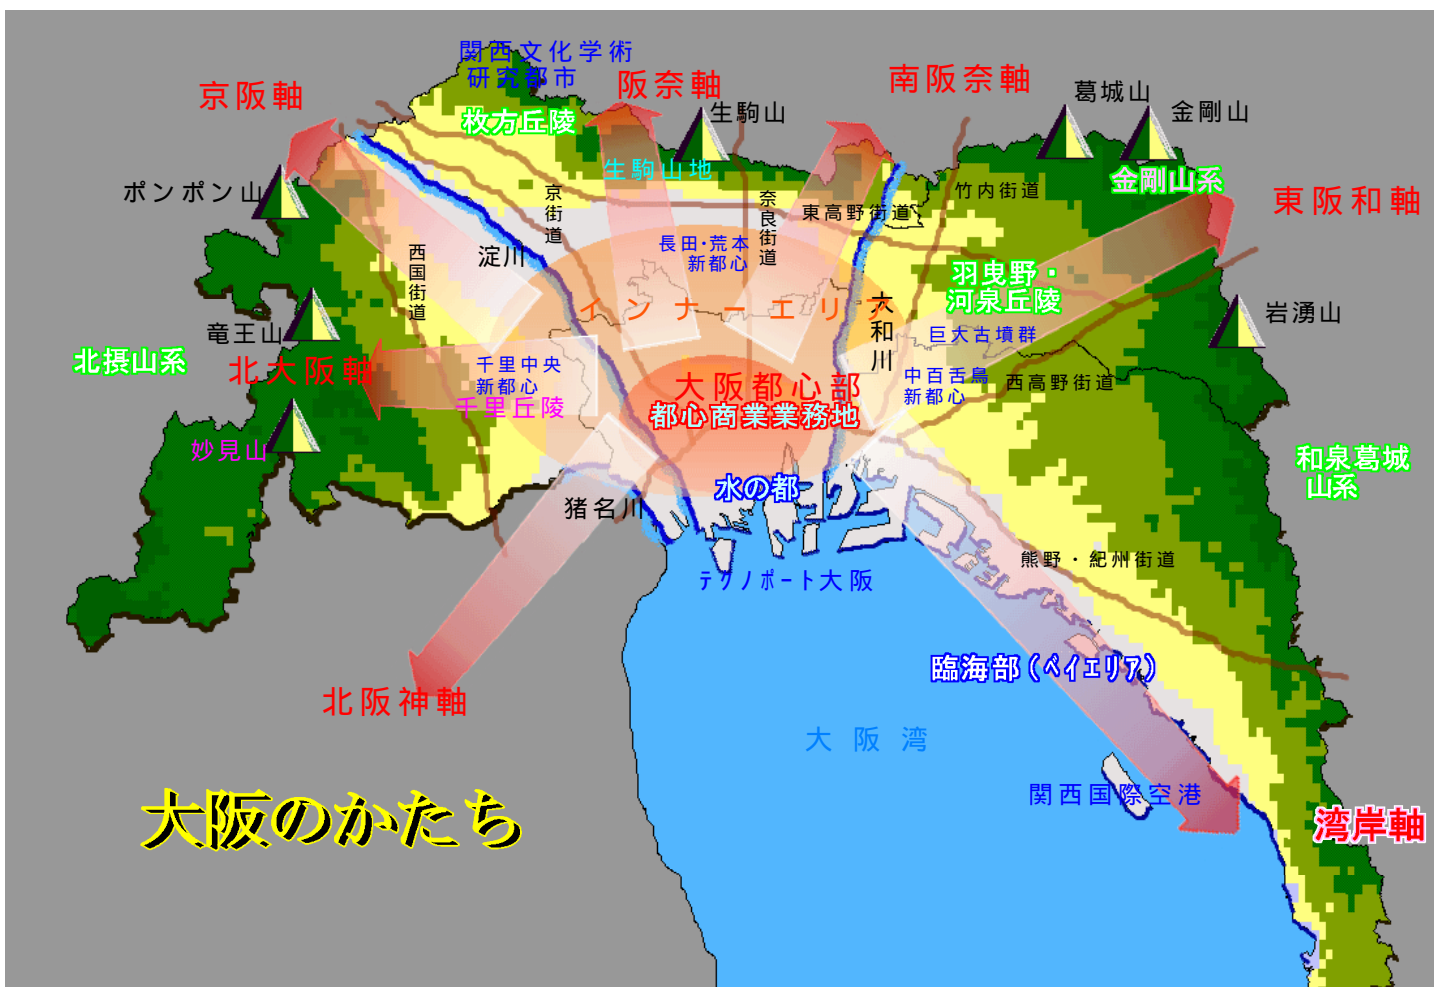 関西文化学術
研究都市
京阪軸
阪奈軸
南阪奈軸
葛城山
金剛山
生駒山
枚方丘陵
生駒山地
金剛山系
東阪和軸
ポンポン山
京街道
奈良街道
東高野街道
竹内街道
西国街道
淀川
長田・荒本
新都心
羽曳野・
河泉丘陵
インナーエリア
大和川
竜王山
岩湧山
巨大古墳群
北摂山系
北大阪軸
千里中央
新都心
千里丘陵
大阪都心部
都心商業業務地
中百舌鳥
新都心
西高野街道
妙見山
和泉葛城
山系
水の都
猪名川
テクノポート大阪
熊野・紀州街道
臨海部(ベイエリア)
北阪神軸
大阪湾
関西国際空港
大阪のかたち
湾岸軸